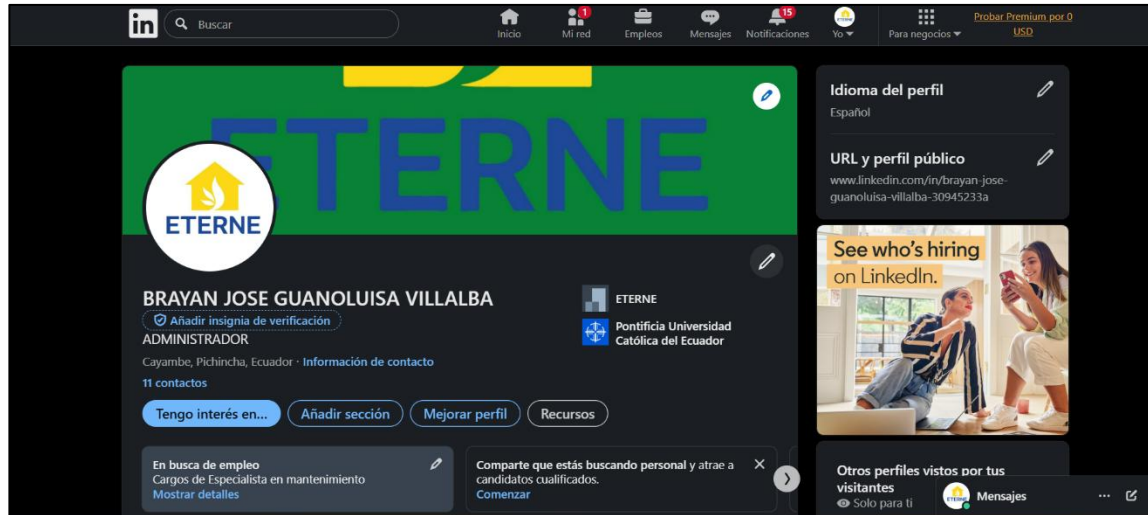 in
Buscar
Inicio
1
Mi red
Empleos
Mensajes
15
Notificaciones
ETERNE
Yo
Para negocios
Probar Premium por 0
USD
ETERNE
ETERNE
BRAYAN JOSE GUANOLUISA VILLALBA
Añadir insignia de verificación
ADMINISTRADOR
Cayambe, Pichincha, Ecuador · Información de contacto
11 contactos
ETERNE
Pontificia Universidad
Católica del Ecuador
Tengo interés en...
Añadir sección
Mejorar perfil
Recursos
En busca de empleo
Cargos de Especialista en mantenimiento
Mostrar detalles
Comparte que estás buscando personal y atrae a
candidatos cualificados.
Comenzar
Idioma del perfil
Español
URL y perfil público
www.linkedin.com/in/brayan-jose-
guanoluisa-villalba-30945233a
See who's hiring
on LinkedIn.
Otros perfiles vistos por tus
visitantes
Solo para ti
ETERNE
Mensajes